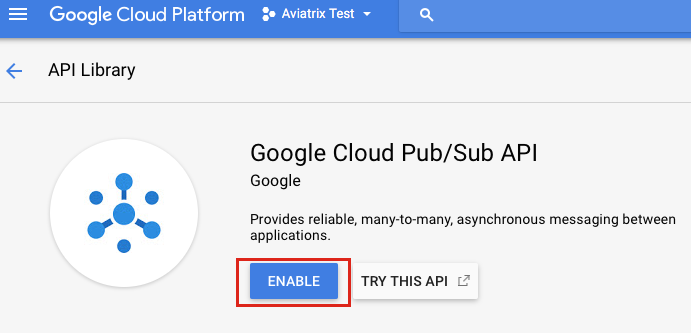 Google Cloud Platform Aviatrix Test
API Library
Google Cloud Pub/Sub API
Google
Provides reliable, many-to-many, asynchronous messaging between
applications.
ENABLE TRY THIS API